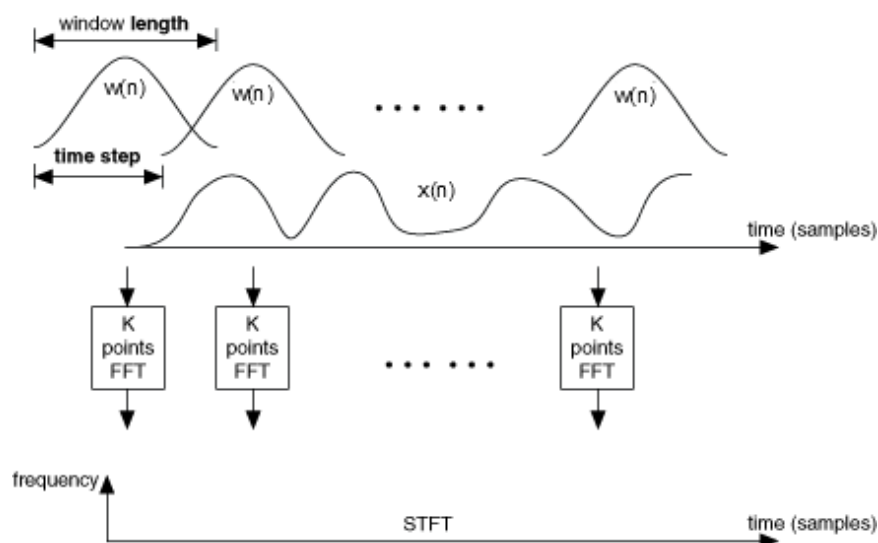 window length
w(n)
w(n)
w(n)
• • • • • • •
time step
x(n)
time (samples)
K
points
FFT
K
points
FFT
• • • • • • •
K
points
FFT
frequency
STFT
time (samples)